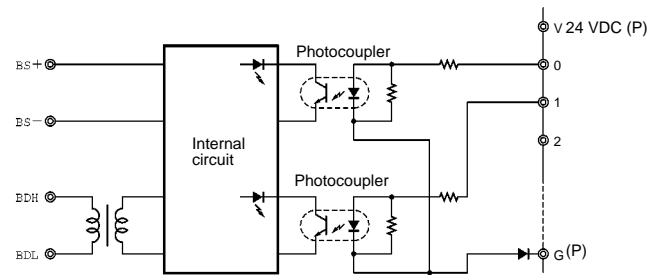 V 24 VDC (P)
Photocoupler
BS+
0
1
BS−
Internal
circuit
2
Photocoupler
BDH
BDL
G (P)